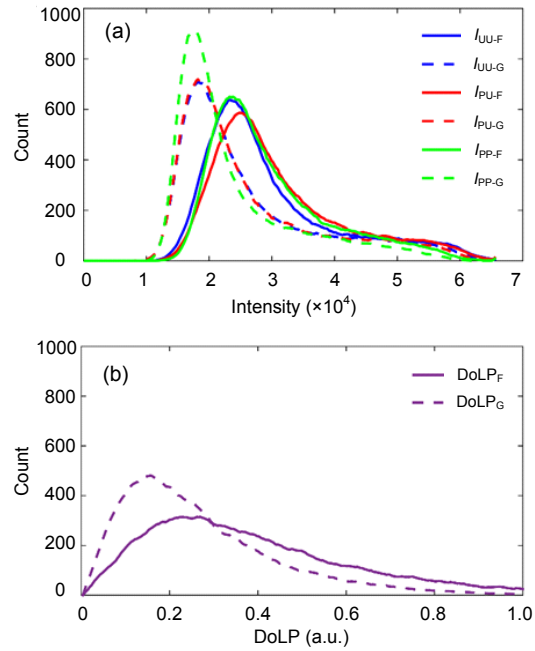 (a)
I_UU-F
I_UU-G
I_PU-F
I_PU-G
I_PP-F
I_PP-G
Count
1000
800
600
400
200
0
0 1 2 3 4 5 6 7
Intensity (×10^4)
(b)
DoLP_F
DoLP_G
Count
1000
800
600
400
200
0
0 0.2 0.4 0.6 0.8 1.0
DoLP (a.u.)